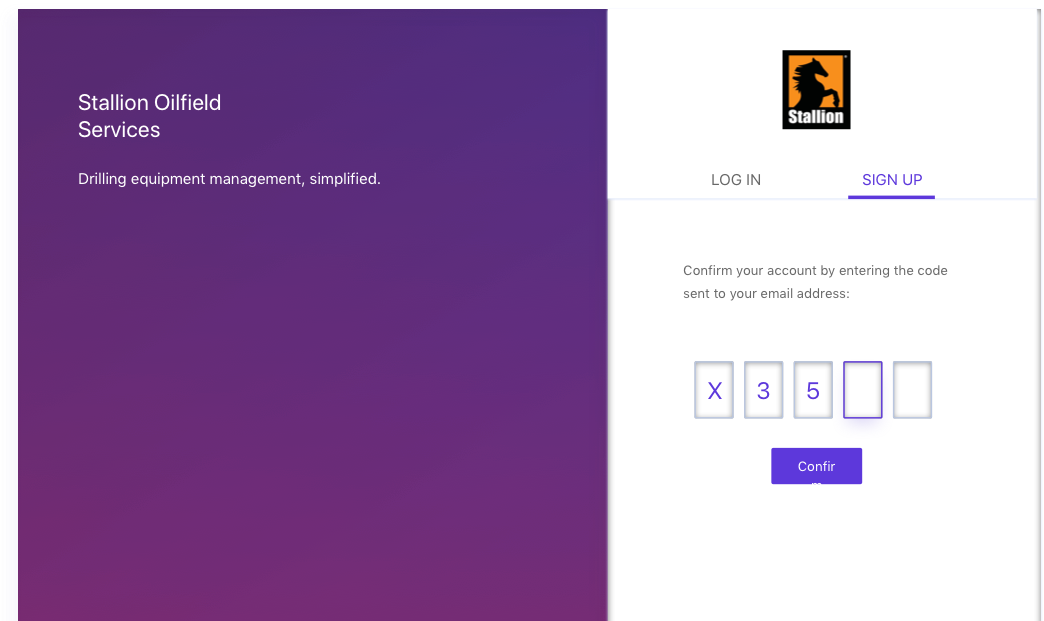 Stallion Oilfield
Services
Drilling equipment management, simplified.
Stallion
LOG IN
SIGN UP
Confirm your account by entering the code
sent to your email address:
X 3 5
Confir
m